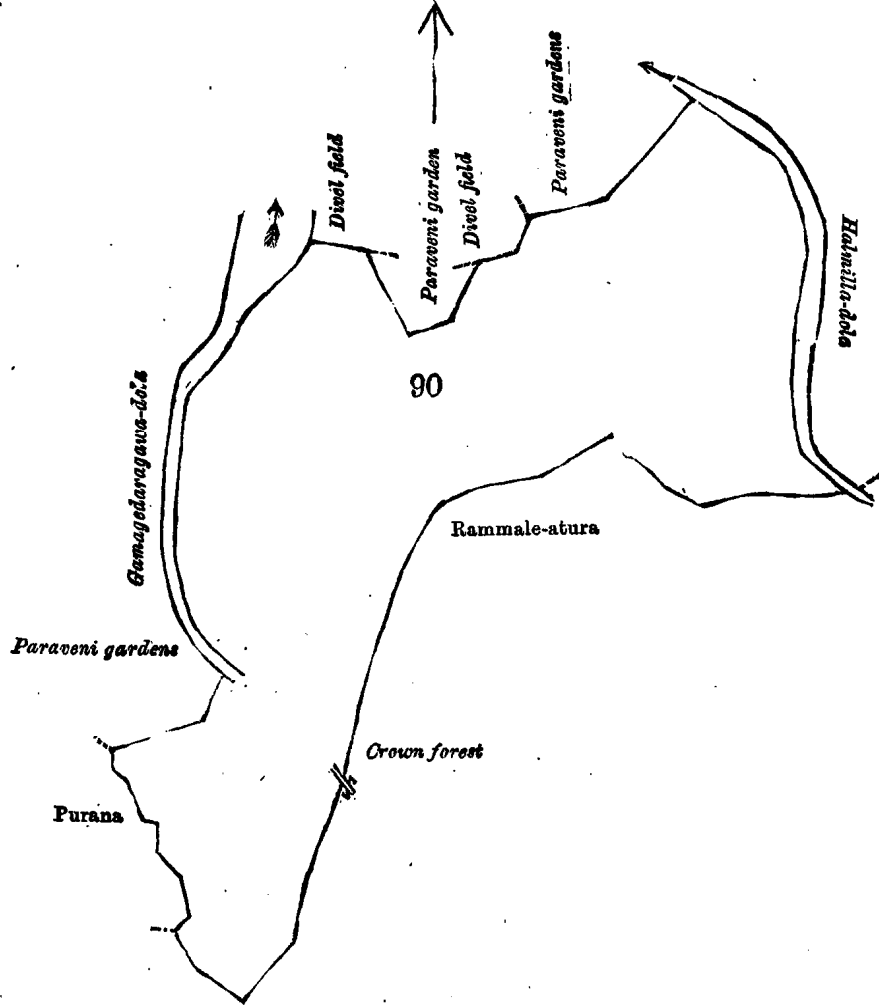 Paraveni gardens
Divel field
Paraveni garden
Divel field
Halmilla-dola
90
Gamagedaragawa-dola
Rammale-atura
Paraveni gardens
Crown forest
Purana